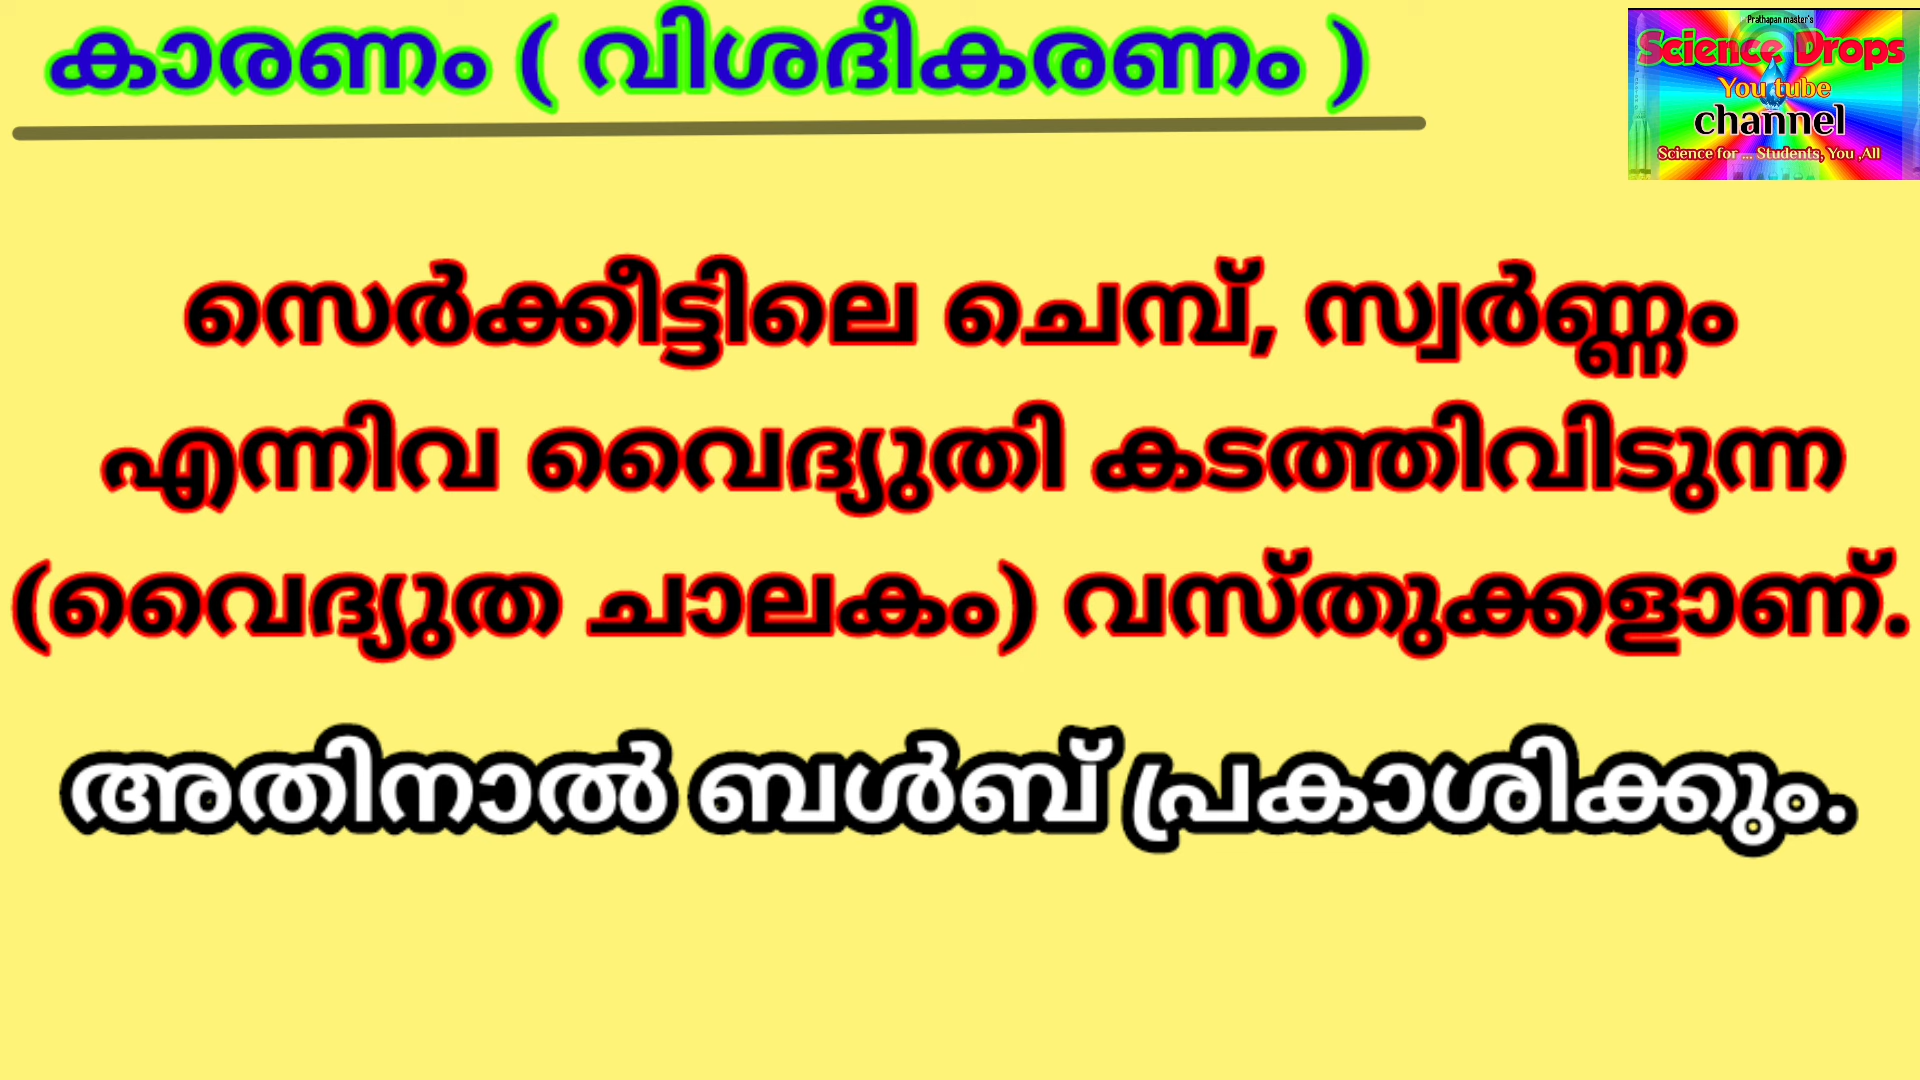 കാരണം ( വിശദീകരണം )
Prathapan master's
Science Drops
You tube
channel
Science for ... Students, You ,All
സെർക്കീട്ടിലെ ചെമ്പ്, സ്വർണ്ണം
എന്നിവ വൈദ്യുതി കടത്തിവിടുന്ന
(വൈദ്യുത ചാലകം) വസ്തുക്കളാണ്.
അതിനാൽ ബൾബ് പ്രകാശിക്കും.